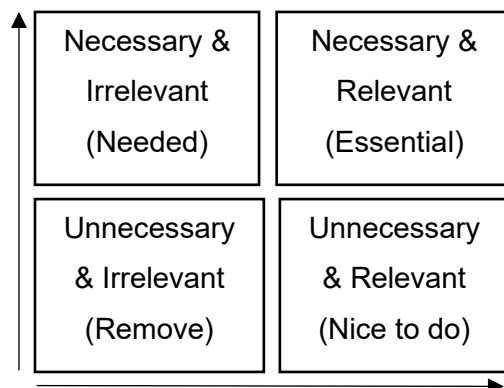 Necessary &
Irrelevant
(Needed)
Necessary &
Relevant
(Essential)
Unnecessary
& Irrelevant
(Remove)
Unnecessary
& Relevant
(Nice to do)